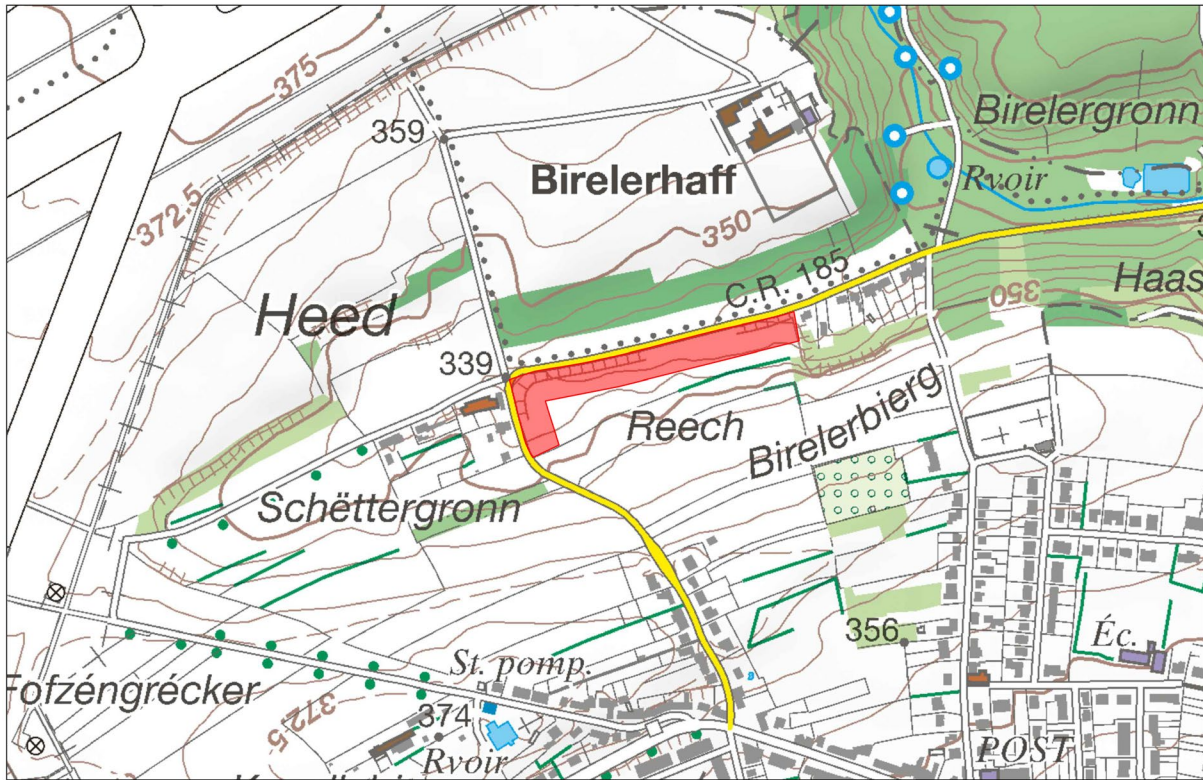 375
359
Birelergronn
Rvoir
Birelerhaff
372.5
350
C.R. 185
350
Haas
Heed
339
Reech
Birelerbierg
Schëttergronn
356
Éc.
St. pomp.
Fofzéngrécker
372.5
374
Rvoir
POST